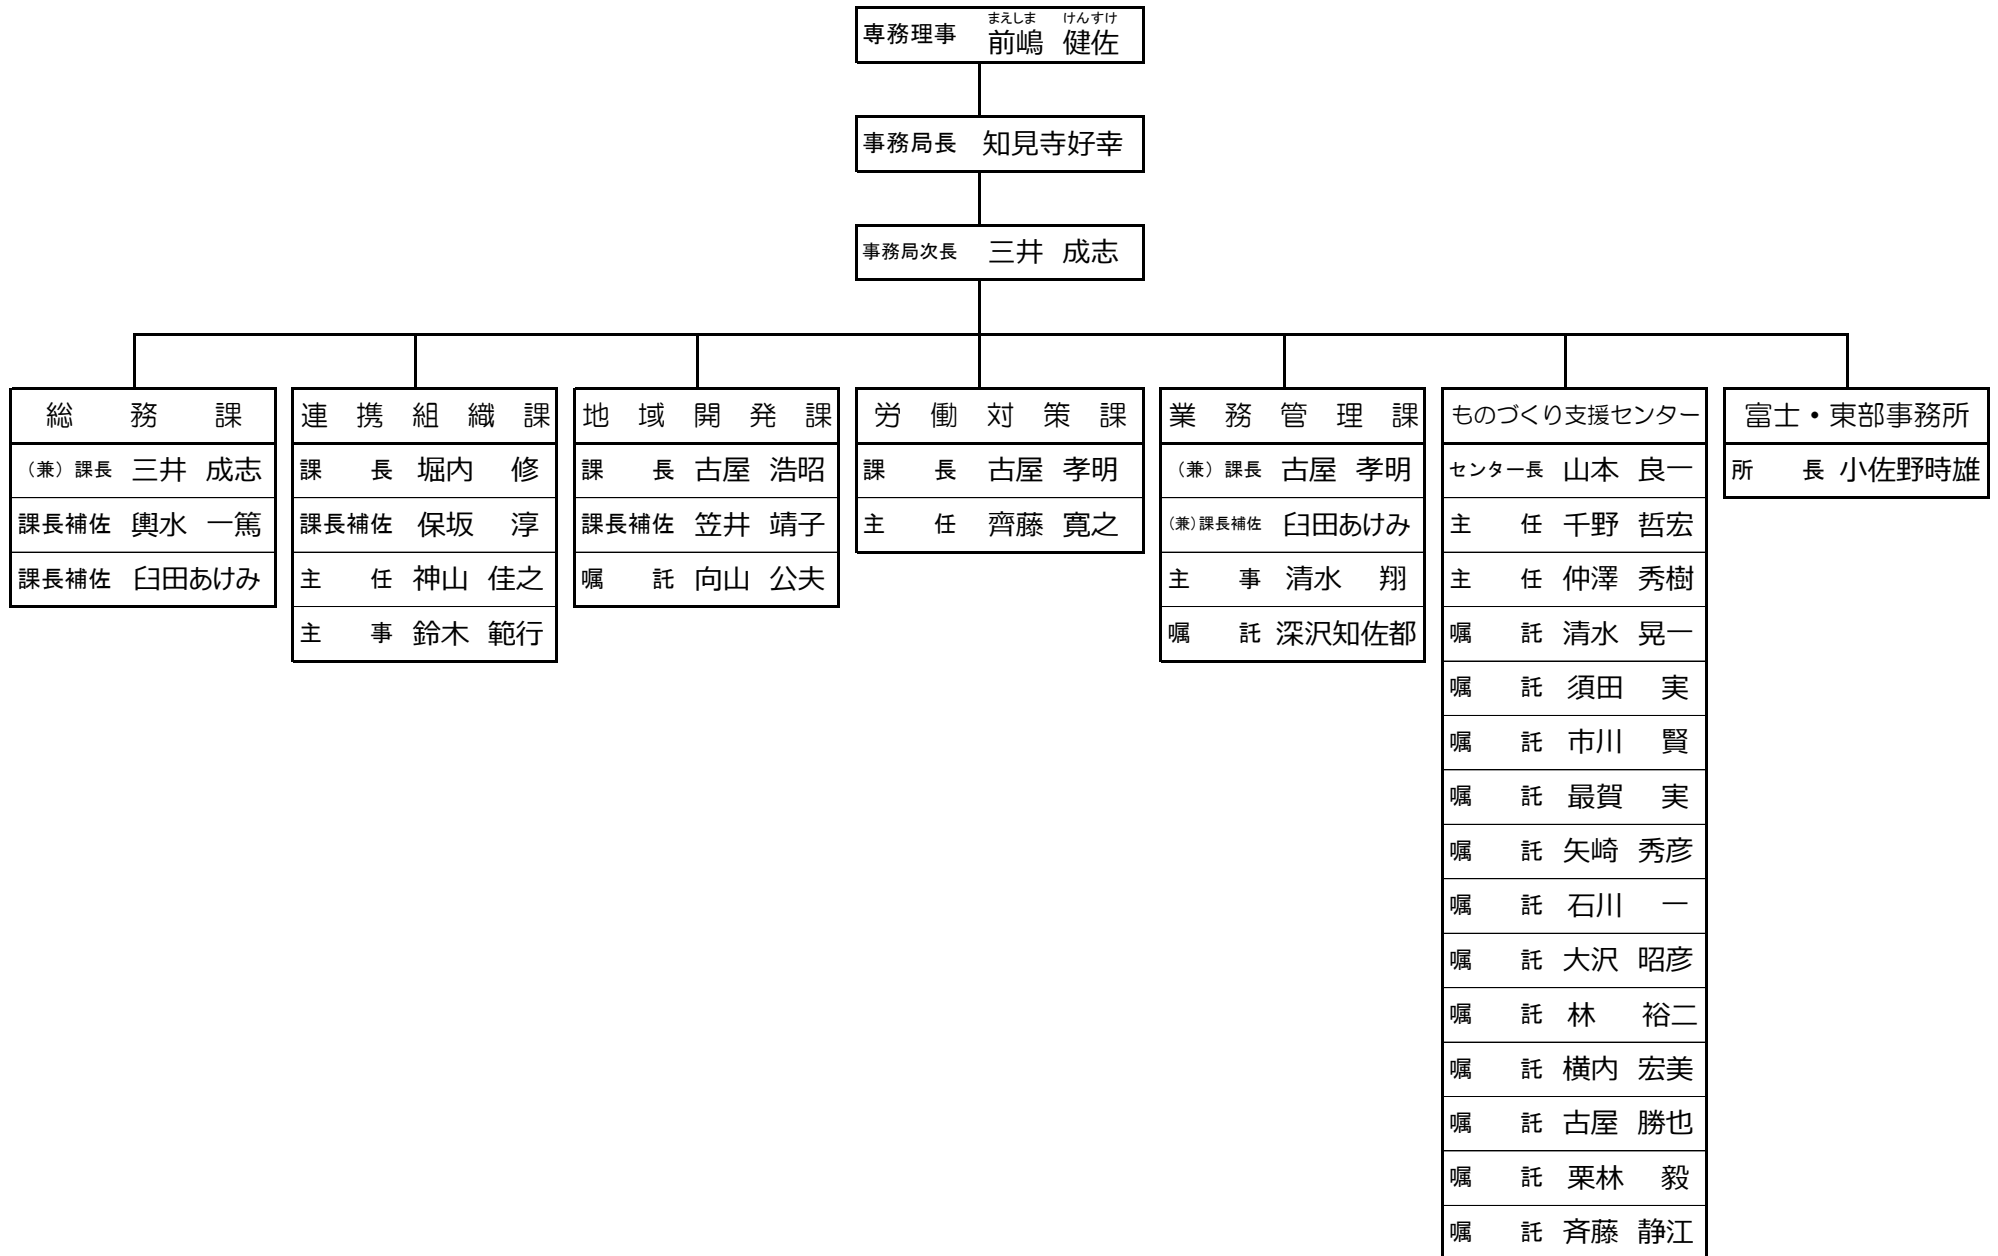 まえしま けんすけ
専務理事 前嶋 健佐
事務局長 知見寺好幸
事務局次長 三井 成志
総務課
(兼)課長 三井 成志
課長補佐 輿水 一篤
課長補佐 臼田あけみ
連携組織課
課長 堀内 修
課長補佐 保坂 淳
主任 神山 佳之
主事 鈴木 範行
地域開発課
課長 古屋 浩昭
課長補佐 笠井 靖子
嘱託 向山 公夫
労働対策課
課長 古屋 孝明
主任 齊藤 寛之
業務管理課
(兼)課長 古屋 孝明
(兼)課長補佐 臼田あけみ
主事 清水 翔
嘱託 深沢知佐都
ものづくり支援センター
センター長 山本 良一
主任 千野 哲宏
主任 仲澤 秀樹
嘱託 清水 晃一
嘱託 須田 実
嘱託 市川 賢
嘱託 最賀 実
嘱託 矢崎 秀彦
嘱託 石川 一
嘱託 大沢 昭彦
嘱託 林 裕二
嘱託 横内 宏美
嘱託 古屋 勝也
嘱託 栗林 毅
嘱託 斉藤 静江
富士・東部事務所
所長 小佐野時雄